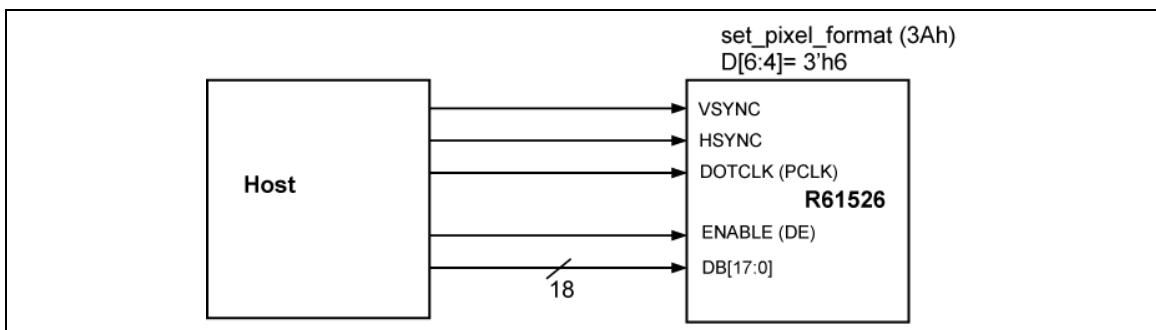 set_pixel_format (3Ah)
D[6:4]= 3'h6
VSYNC
HSYNC
DOTCLK (PCLK)
Host
R61526
ENABLE (DE)
DB[17:0]
18